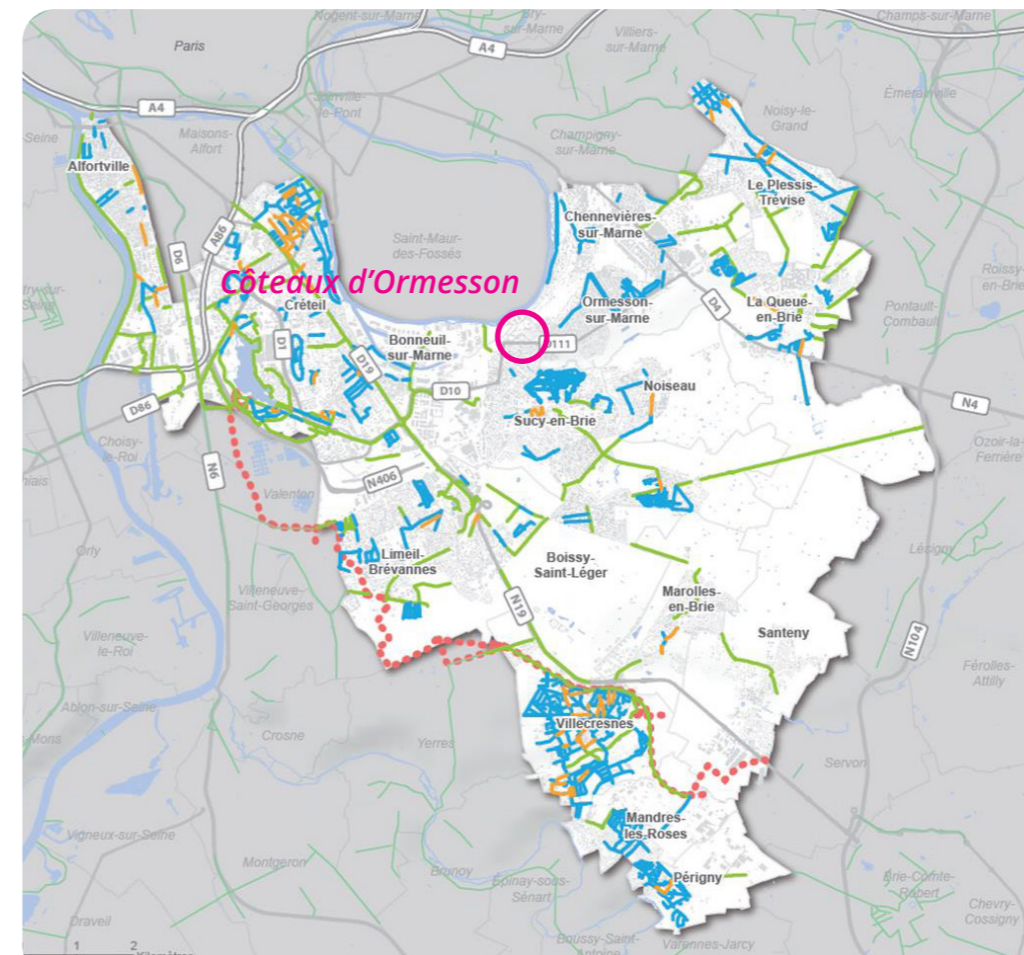 Nogent-sur-Marne
Bry-
sur-Marne
Champs-sur-Marne
Paris
Villiers-
sur-Marne
A4
Émerainville
A4
Joinville-
le-Pont
Noisy-le-
Grand
Seine
Maisons-
Alfort
Champigny-
sur-Marne
Alfortville
Le Plessis-
Trévise
Chennevières-
sur-Marne
A86
D6
Saint-Maur-
des-Fossés
Roissy-
en-Brie
Côteaux d'Ormesson
Créteil
Ormesson-
sur-Marne
D4
La Queue-
en-Brie
Pontault-
Combault
D1
D19
Bonneuil-
sur-Marne
D111
D10
Noiseau
N4
D86
Sucy-en-Brie
Choisy-
le-Roi
Ozoir-la-
Ferrière
N6
N406
Valenton
Orly
Limeil-
Brévannes
Boissy-
Saint-Léger
Lésigny
Villeneuve-
Saint-Georges
N19
Marolles-
en-Brie
Santeny
N104
Villeneuve-
le-Roi
Férolles-
Attilly
Ablon-sur-Seine
Villecresnes
Mons
Crosne
Yerres
Servon
Vigneux-sur-Seine
Mandres-
les-Roses
Montgeron
Brunoy
Périgny
Épinay-sous-
Sénart
Brie-Comte-
Robert
Chevry-
Cossigny
Draveil
Boussy-Saint-
Antoine
Varennes-Jarcy
1 2
Kilomètres